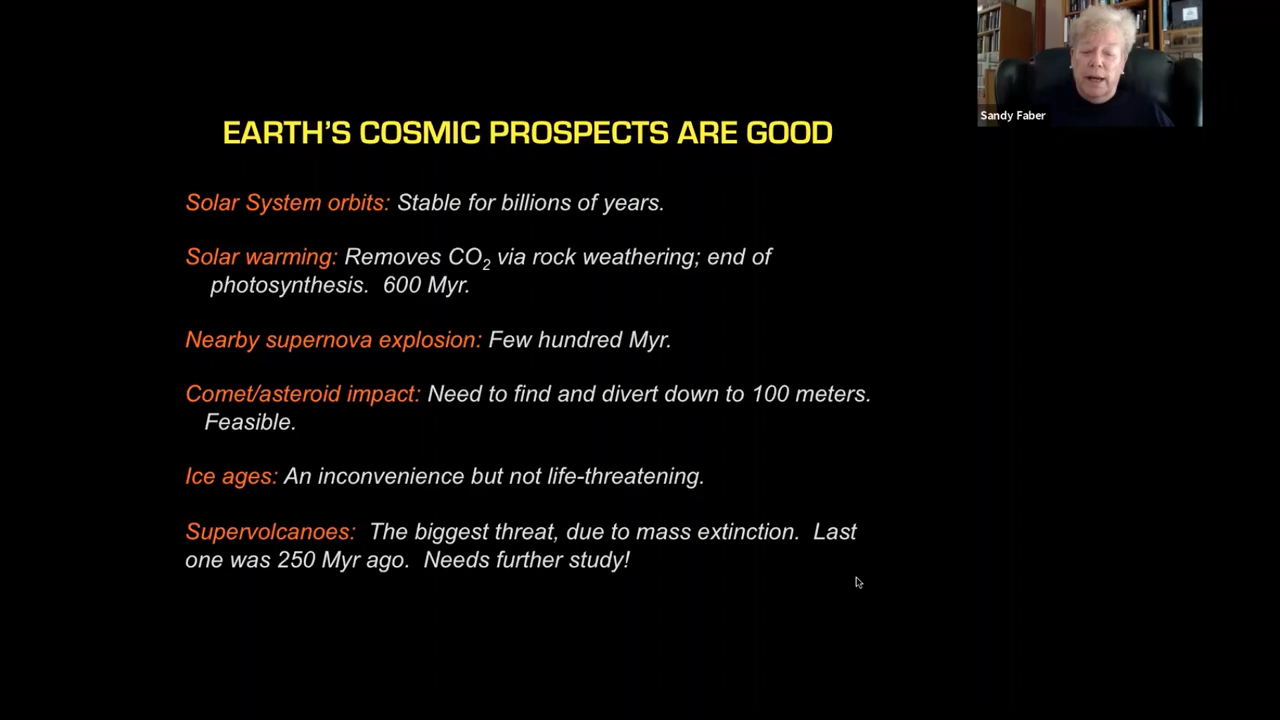 Sandy Faber
EARTH'S COSMIC PROSPECTS ARE GOOD
Solar System orbits: Stable for billions of years.
Solar warming: Removes CO₂ via rock weathering; end of
photosynthesis. 600 Myr.
Nearby supernova explosion: Few hundred Myr.
Comet/asteroid impact: Need to find and divert down to 100 meters.
Feasible.
Ice ages: An inconvenience but not life-threatening.
Supervolcanoes: The biggest threat, due to mass extinction. Last
one was 250 Myr ago. Needs further study!